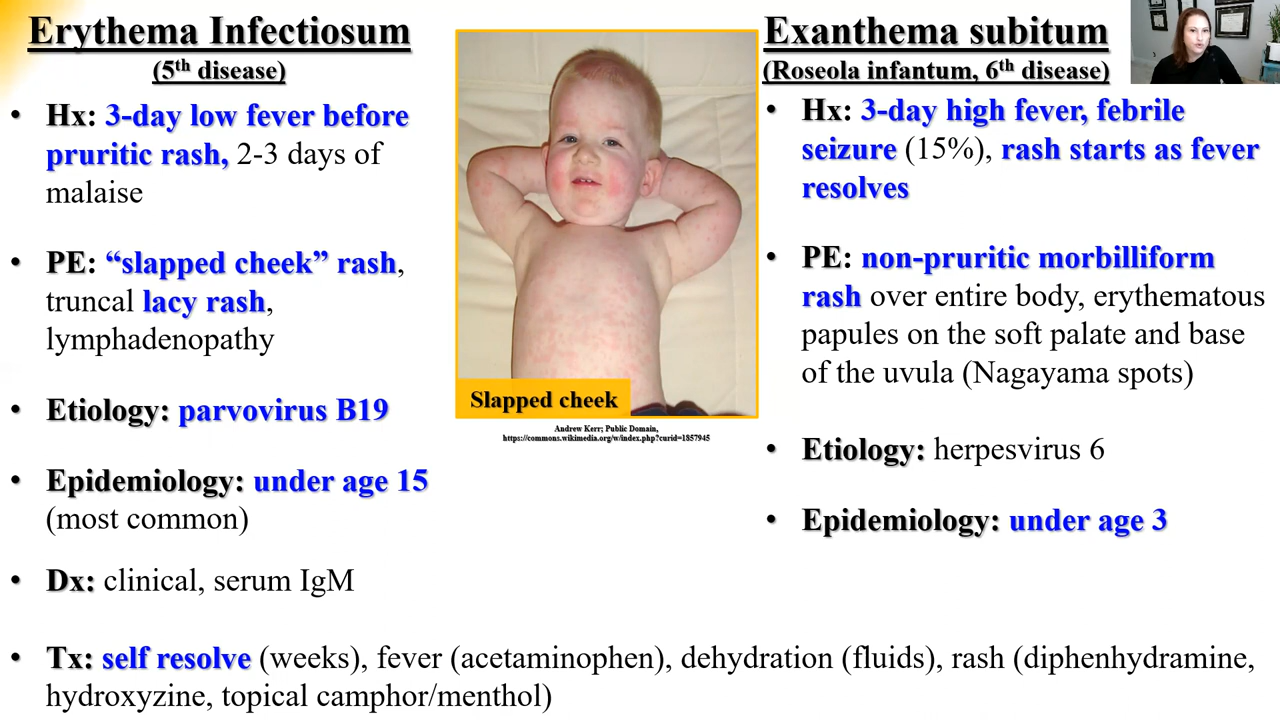 Erythema Infectiosum
(5th disease)
• Hx: 3-day low fever before
pruritic rash, 2-3 days of
malaise
• PE: “slapped cheek” rash,
truncal lacy rash,
lymphadenopathy
• Etiology: parvovirus B19
• Epidemiology: under age 15
(most common)
• Dx: clinical, serum IgM
Slapped cheek
Andrew Kerr; Public Domain,
https://commons.wikimedia.org/w/index.php?curid=1857945
Exanthema subitum
(Roseola infantum, 6th disease)
• Hx: 3-day high fever, febrile
seizure (15%), rash starts as fever
resolves
• PE: non-pruritic morbilliform
rash over entire body, erythematous
papules on the soft palate and base
of the uvula (Nagayama spots)
• Etiology: herpesvirus 6
• Epidemiology: under age 3
• Tx: self resolve (weeks), fever (acetaminophen), dehydration (fluids), rash (diphenhydramine,
hydroxyzine, topical camphor/menthol)